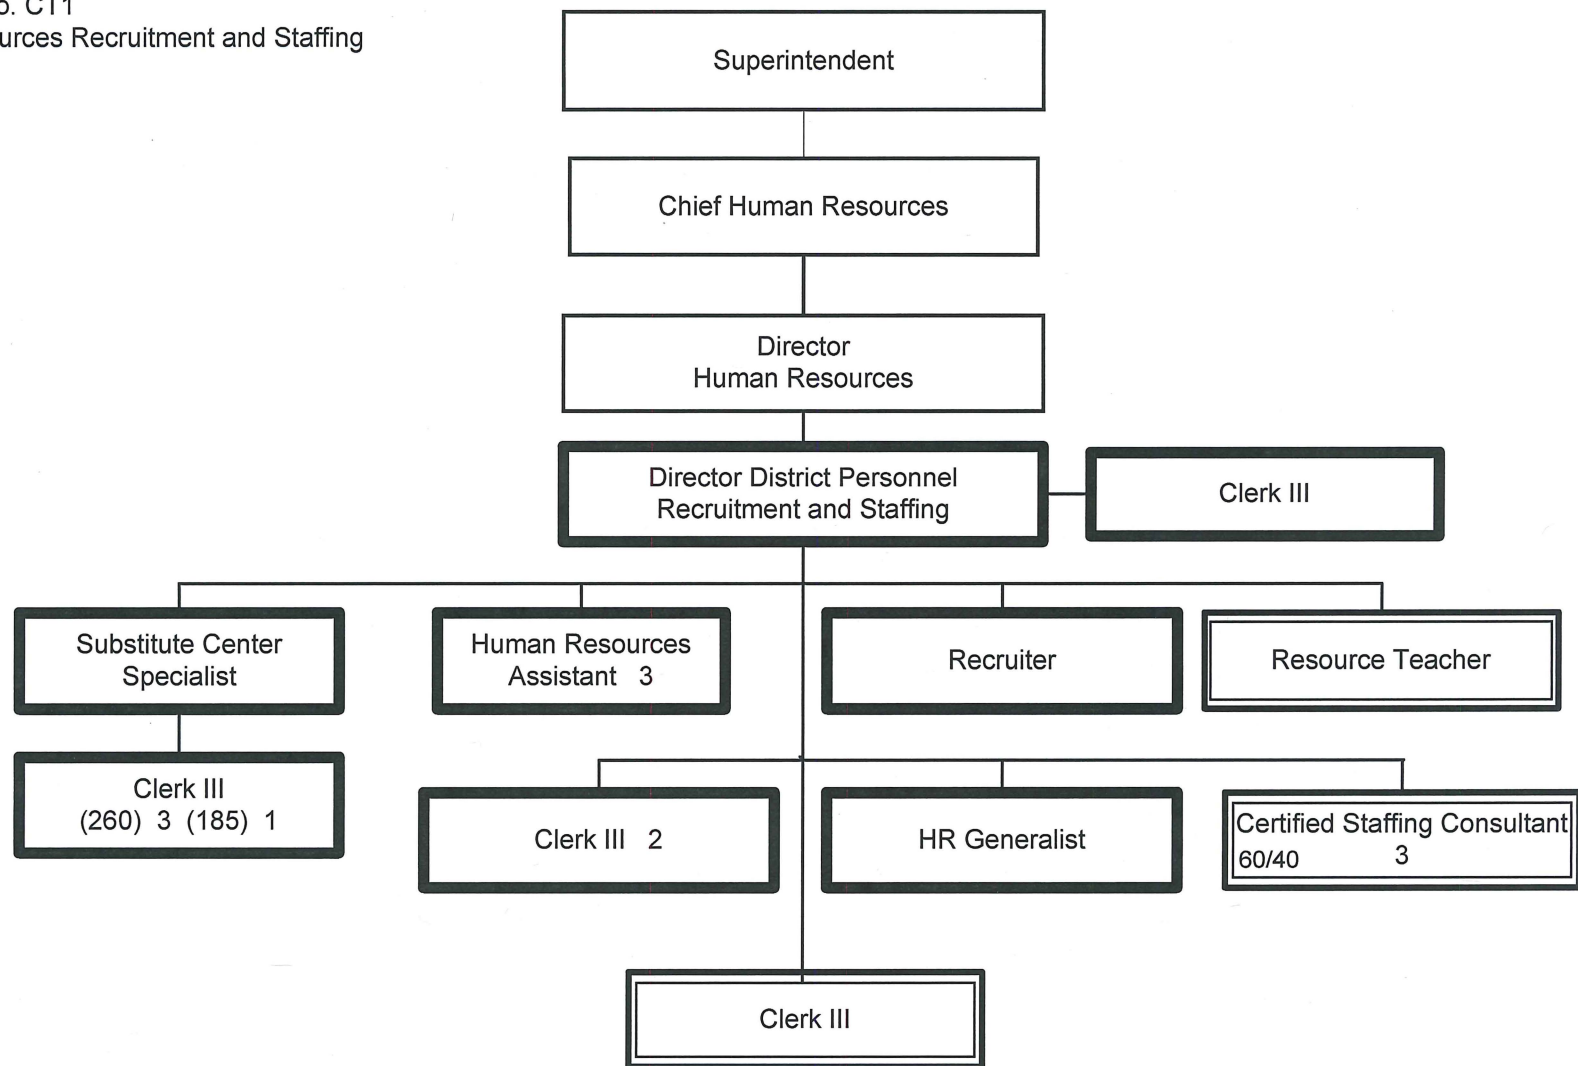 CT1
Recruitment and Staffing
Superintendent
Chief Human Resources
Director
Human Resources
Director District Personnel
Recruitment and Staffing
Clerk III
Substitute Center
Specialist
Human Resources
Assistant 3
Recruiter
Resource Teacher
Clerk III
(260) 3 (185) 1
Clerk III 2
HR Generalist
Certified Staffing Consultant
60/40 3
Clerk III